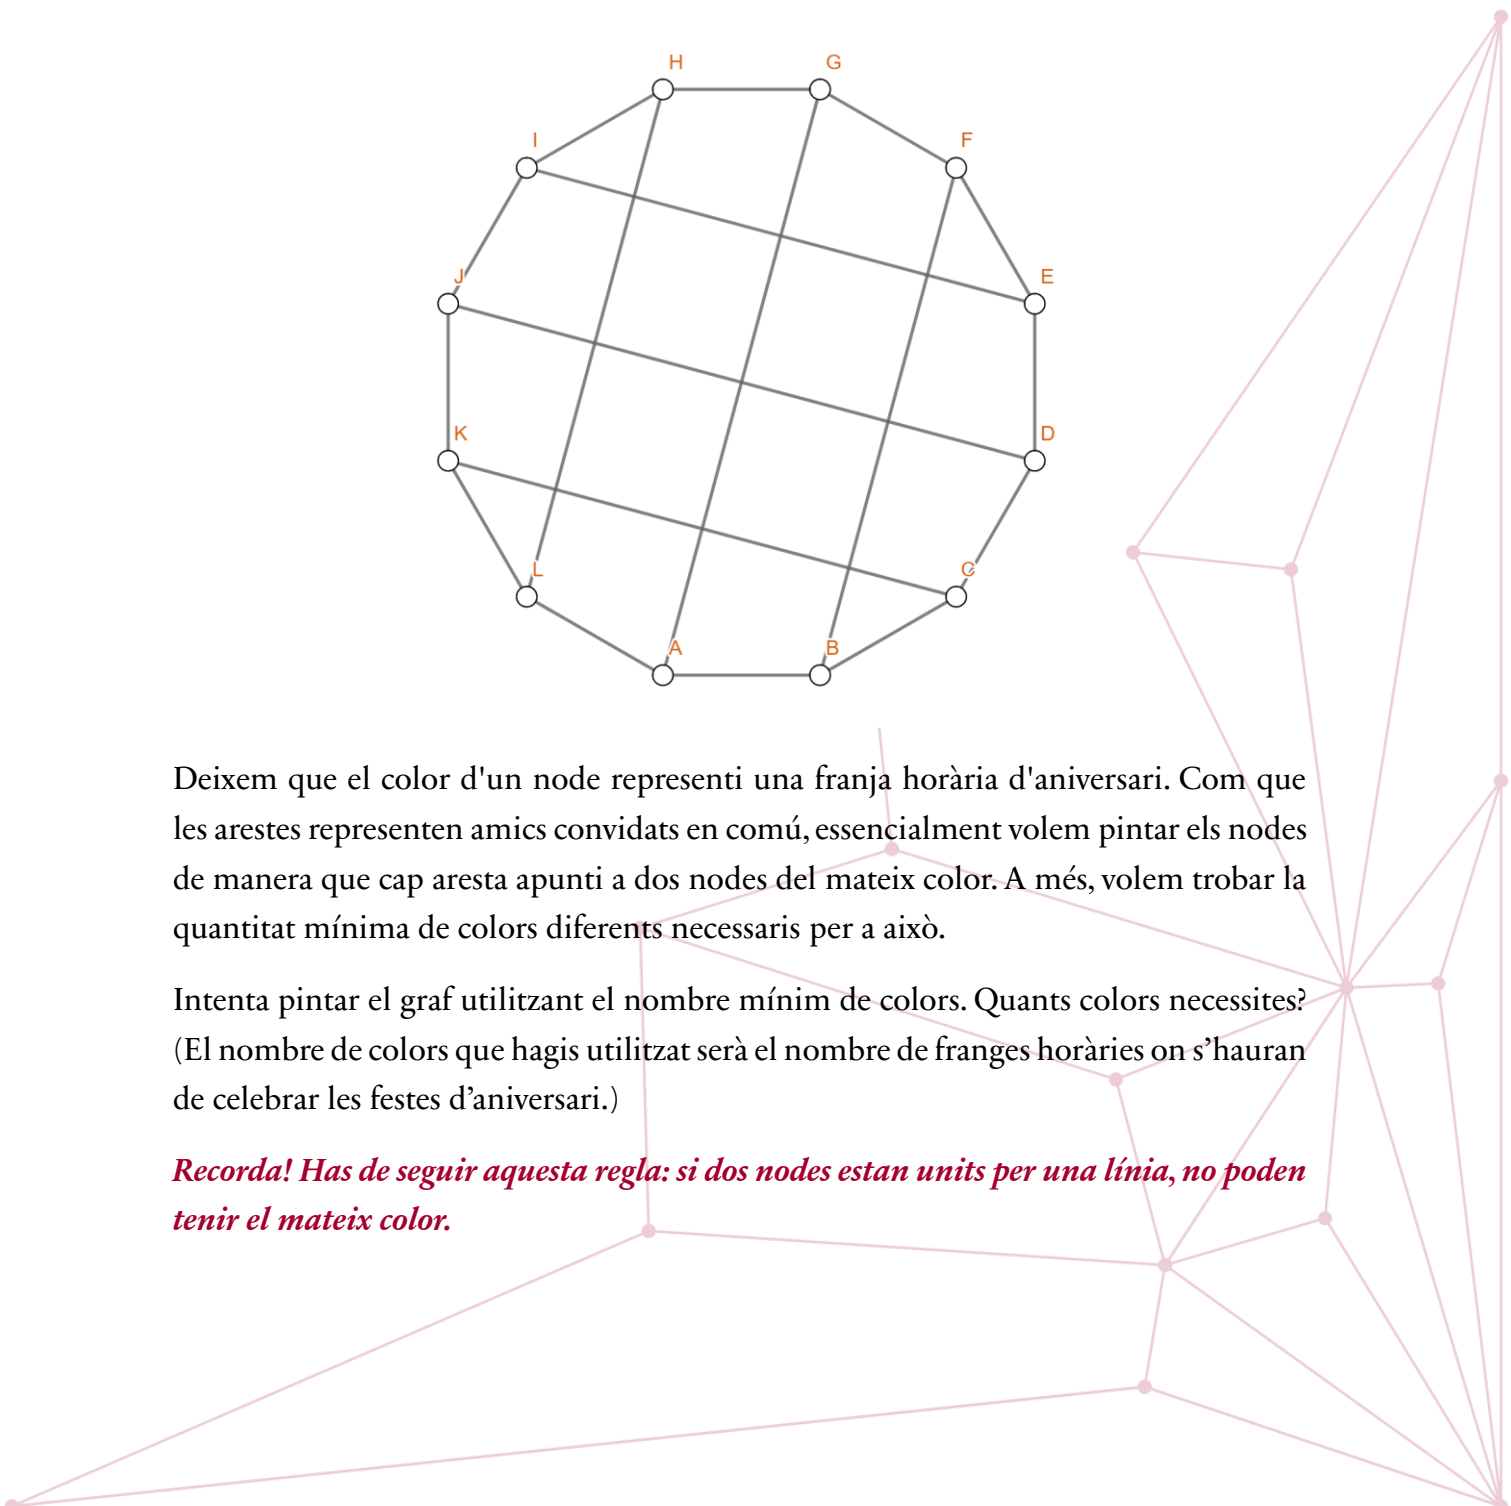 H G
I F
J E
K D
L C
A B
Deixem que el color d'un node representi una franja horària d'aniversari. Com que
les arestes representen amics convidats en comú, essencialment volem pintar els nodes
de manera que cap aresta apunti a dos nodes del mateix color. A més, volem trobar la
quantitat mínima de colors diferents necessaris per a això.
Intenta pintar el graf utilitzant el nombre mínim de colors. Quants colors necessites?
(El nombre de colors que hagis utilitzat serà el nombre de franges horàries on s’hauran
de celebrar les festes d’aniversari.)
Recorda! Has de seguir aquesta regla: si dos nodes estan units per una línia, no poden
tenir el mateix color.